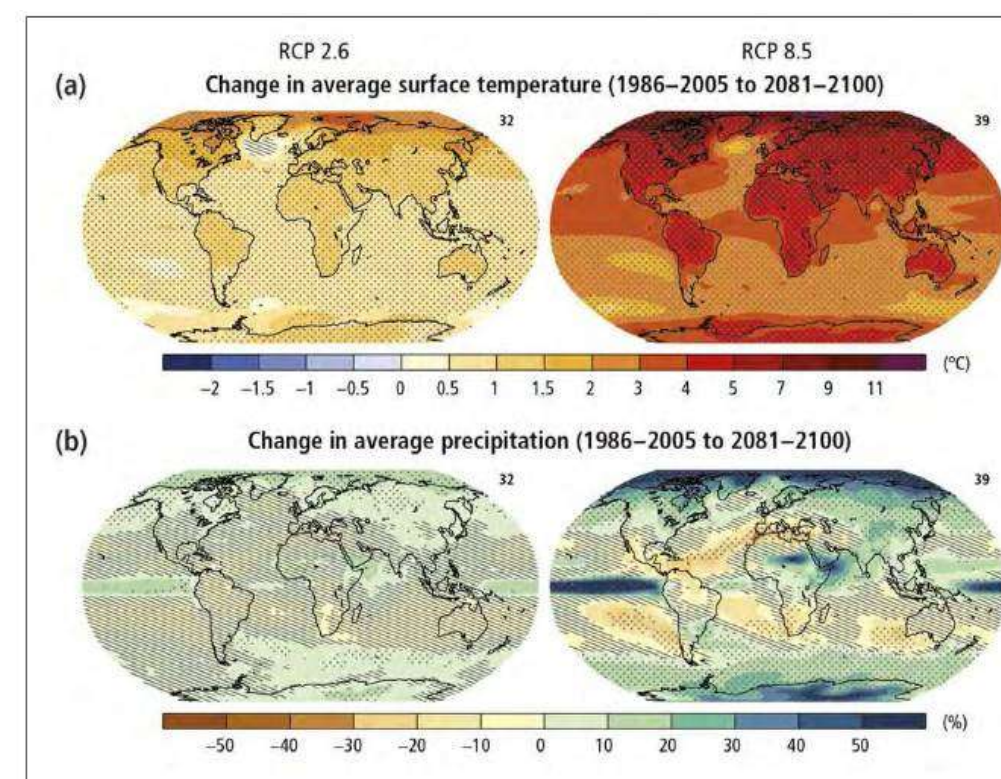 RCP 2.6 RCP 8.5
(a) Change in average surface temperature (1986–2005 to 2081–2100)
32 39
(°C)
−2 −1.5 −1 −0.5 0 0.5 1 1.5 2 3 4 5 7 9 11
(b) Change in average precipitation (1986–2005 to 2081–2100)
32 39
(%)
−50 −40 −30 −20 −10 0 10 20 30 40 50